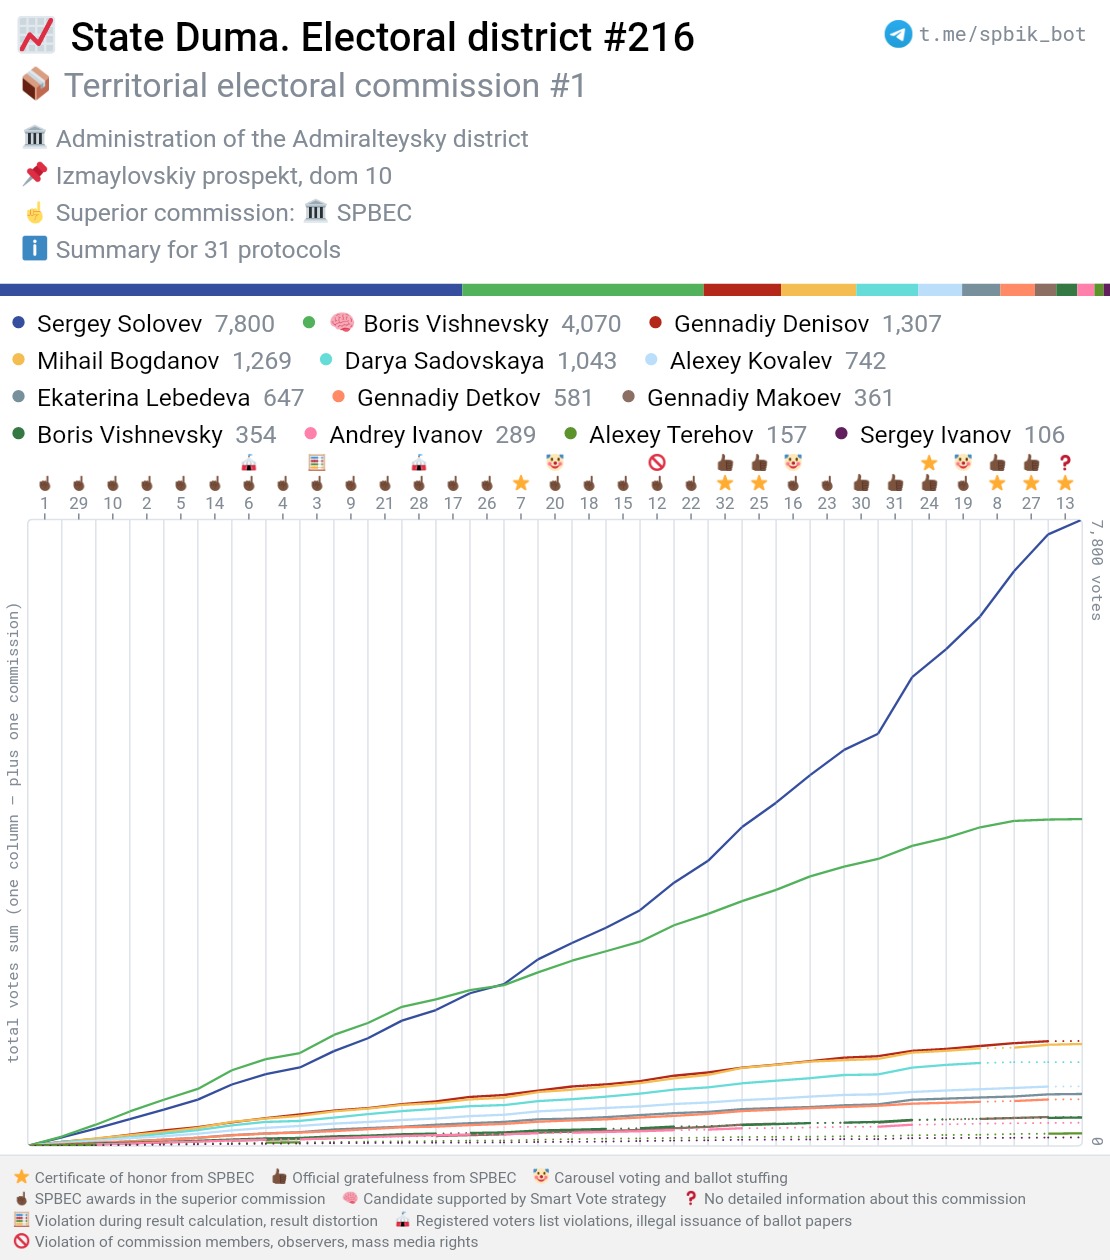 State Duma. Electoral district #216
t.me/spbik_bot
Territorial electoral commission #1
Administration of the Admiralteysky district
Izmaylovskiy prospekt, dom 10
Superior commission: SPBEC
Summary for 31 protocols
Sergey Solovev 7,800 Boris Vishnevsky 4,070 Gennadiy Denisov 1,307
Mihail Bogdanov 1,269 Darya Sadovskaya 1,043 Alexey Kovalev 742
Ekaterina Lebedeva 647 Gennadiy Detkov 581 Gennadiy Makoev 361
Boris Vishnevsky 354 Andrey Ivanov 289 Alexey Terehov 157 Sergey Ivanov 106
1 29 10 2 5 14 6 4 3 9 21 28 17 26 7 20 18 15 12 22 32 25 16 23 30 31 24 19 8 27 13
7,800 votes
total votes sum (one column – plus one commission)
0
Certificate of honor from SPBEC Official gratefulness from SPBEC Carousel voting and ballot stuffing
SPBEC awards in the superior commission Candidate supported by Smart Vote strategy No detailed information about this commission
Violation during result calculation, result distortion Registered voters list violations, illegal issuance of ballot papers
Violation of commission members, observers, mass media rights